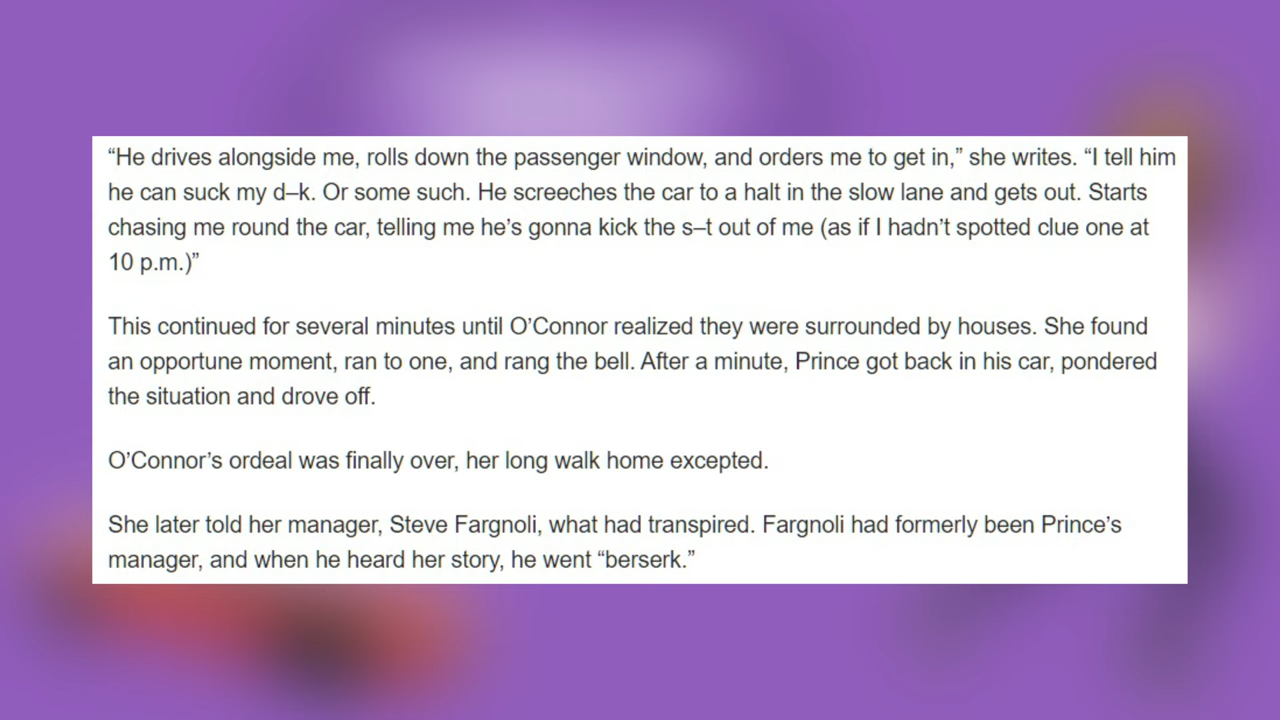 “He drives alongside me, rolls down the passenger window, and orders me to get in,” she writes. “I tell him
he can suck my d–k. Or some such. He screeches the car to a halt in the slow lane and gets out. Starts
chasing me round the car, telling me he’s gonna kick the s–t out of me (as if I hadn’t spotted clue one at
10 p.m.)”
This continued for several minutes until O’Connor realized they were surrounded by houses. She found
an opportune moment, ran to one, and rang the bell. After a minute, Prince got back in his car, pondered
the situation and drove off.
O’Connor’s ordeal was finally over, her long walk home excepted.
She later told her manager, Steve Fargnoli, what had transpired. Fargnoli had formerly been Prince’s
manager, and when he heard her story, he went “berserk.”